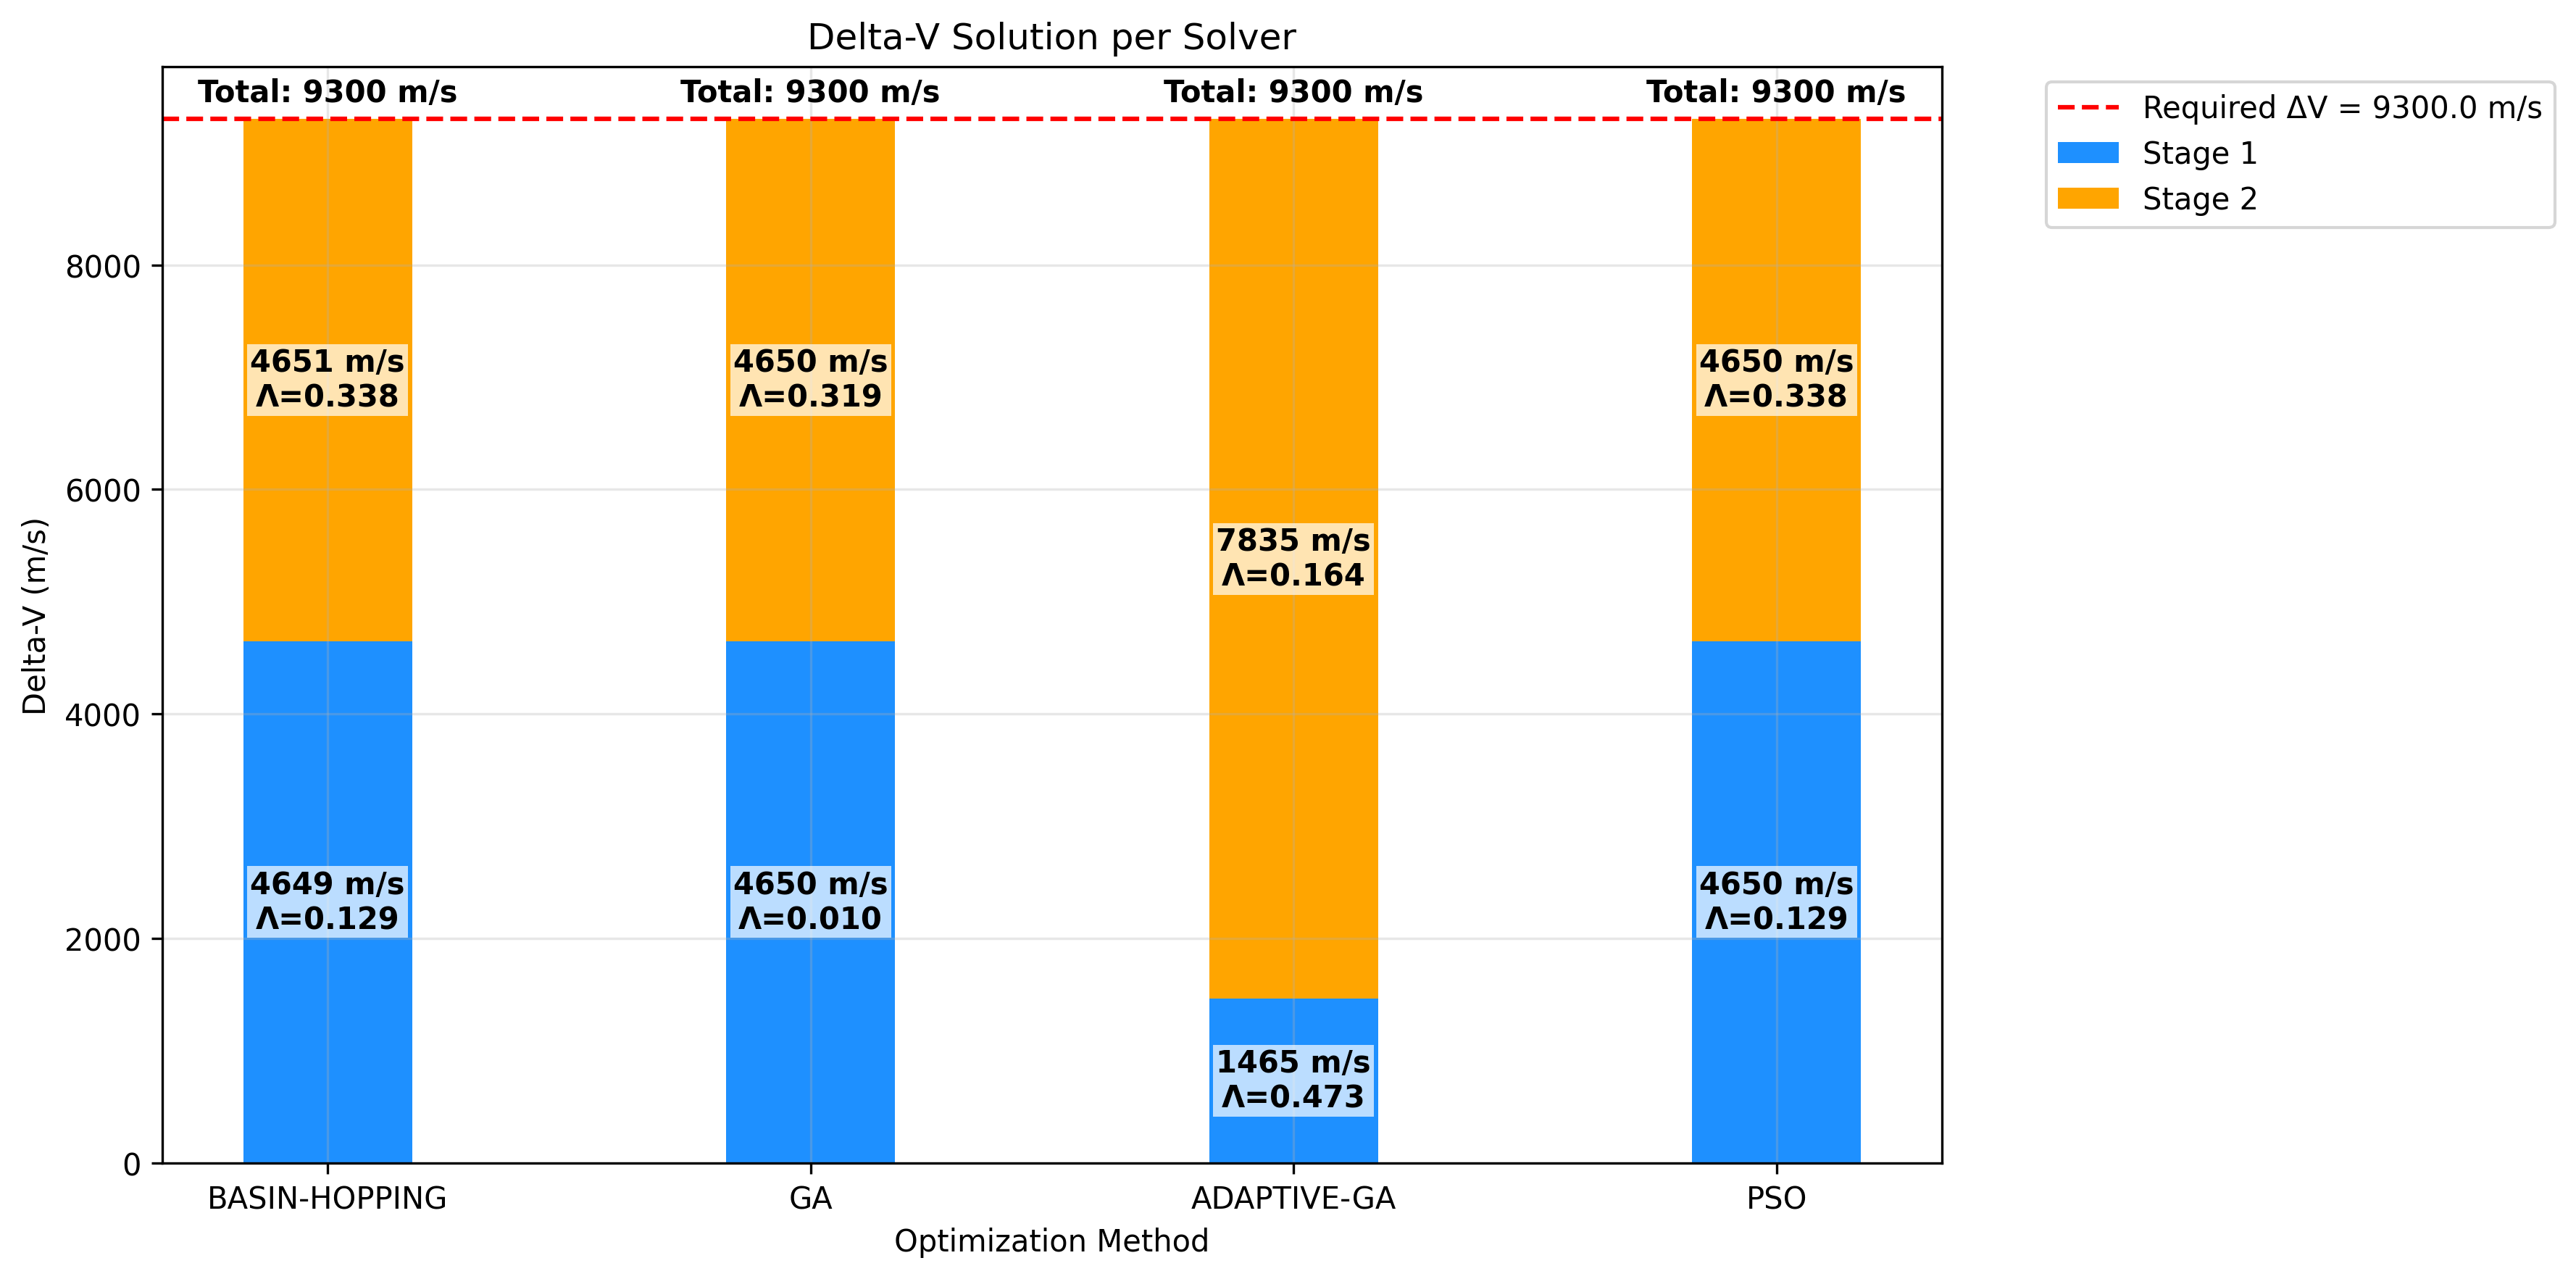 Delta-V Solution per Solver
Total: 9300 m/s
Total: 9300 m/s
Total: 9300 m/s
Total: 9300 m/s
Required ΔV = 9300.0 m/s
Stage 1
Stage 2
Delta-V (m/s)
8000
6000
4000
2000
0
4651 m/s
Λ=0.338
4649 m/s
Λ=0.129
4650 m/s
Λ=0.319
4650 m/s
Λ=0.010
7835 m/s
Λ=0.164
1465 m/s
Λ=0.473
4650 m/s
Λ=0.338
4650 m/s
Λ=0.129
BASIN-HOPPING
GA
ADAPTIVE-GA
PSO
Optimization Method